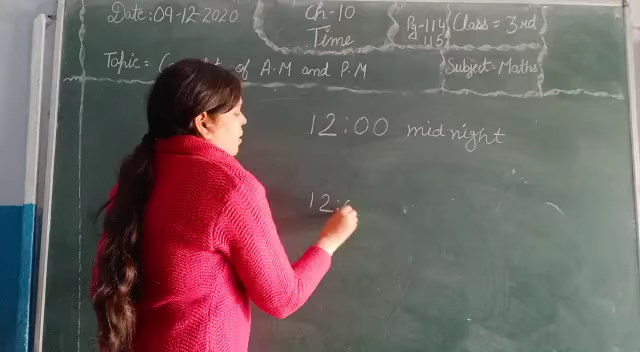 Date:09-12-2020
Ch-10
Time
Pg-114
115
Class = 3rd
Topic = of A.M and P.M
Subject=Maths
12:00 midnight
12: